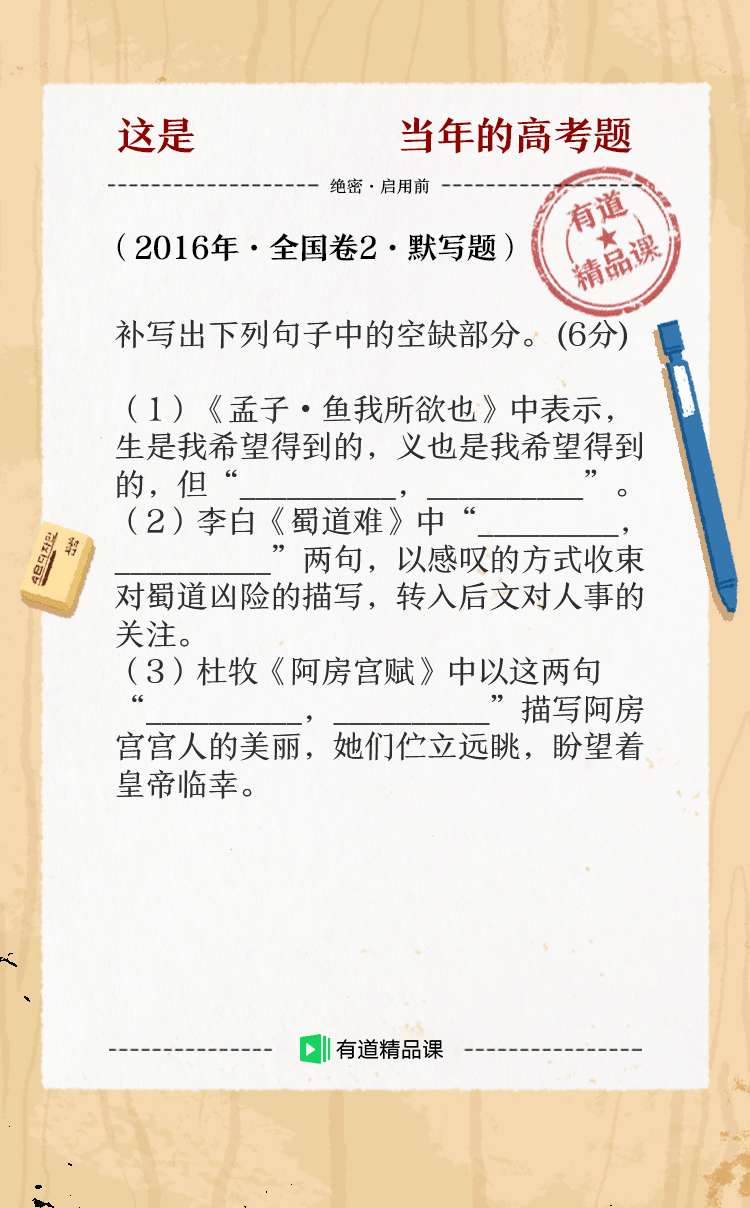 这是 当年的高考题
绝密·启用前
有道
精品课
（2016年·全国卷2·默写题）
补写出下列句子中的空缺部分。(6分)
（1）《孟子·鱼我所欲也》中表示，
生是我希望得到的，义也是我希望得到
的，但“__________，__________”。
（2）李白《蜀道难》中“_________，
__________”两句，以感叹的方式收束
对蜀道凶险的描写，转入后文对人事的
关注。
（3）杜牧《阿房宫赋》中以这两句
“__________，__________”描写阿房
宫宫人的美丽，她们伫立远眺，盼望着
皇帝临幸。
有道精品课